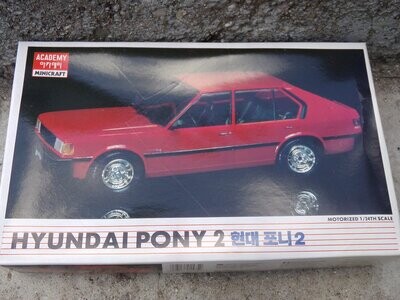 ACADEMY
아카데미
MINICRAFT
MOTORIZED 1/24TH SCALE
HYUNDAI PONY 2 현대 포니2